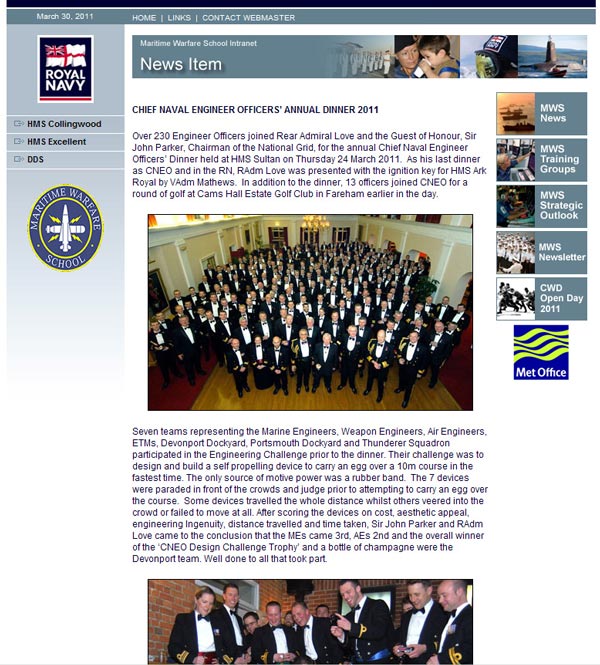 March 30, 2011
HOME | LINKS | CONTACT WEBMASTER
ROYAL
NAVY
Maritime Warfare School Intranet
News Item
HMS Collingwood
HMS Excellent
DDS
MARITIME WARFARE
SCHOOL
CHIEF NAVAL ENGINEER OFFICERS' ANNUAL DINNER 2011
Over 230 Engineer Officers joined Rear Admiral Love and the Guest of Honour, Sir
John Parker, Chairman of the National Grid, for the annual Chief Naval Engineer
Officers' Dinner held at HMS Sultan on Thursday 24 March 2011. As his last dinner
as CNEO and in the RN, RAdm Love was presented with the ignition key for HMS Ark
Royal by VAdm Mathews. In addition to the dinner, 13 officers joined CNEO for a
round of golf at Cams Hall Estate Golf Club in Fareham earlier in the day.
Seven teams representing the Marine Engineers, Weapon Engineers, Air Engineers,
ETMs, Devonport Dockyard, Portsmouth Dockyard and Thunderer Squadron
participated in the Engineering Challenge prior to the dinner. Their challenge was to
design and build a self propelling device to carry an egg over a 10m course in the
fastest time. The only source of motive power was a rubber band. The 7 devices
were paraded in front of the crowds and judge prior to attempting to carry an egg over
the course. Some devices travelled the whole distance whilst others veered into the
crowd or failed to move at all. After scoring the devices on cost, aesthetic appeal,
engineering Ingenuity, distance travelled and time taken, Sir John Parker and RAdm
Love came to the conclusion that the MEs came 3rd, AEs 2nd and the overall winner
of the 'CNEO Design Challenge Trophy' and a bottle of champagne were the
Devonport team. Well done to all that took part.
MWS
News
MWS
Training
Groups
MWS
Strategic
Outlook
MWS
Newsletter
CWD
Open Day
2011
Met Office